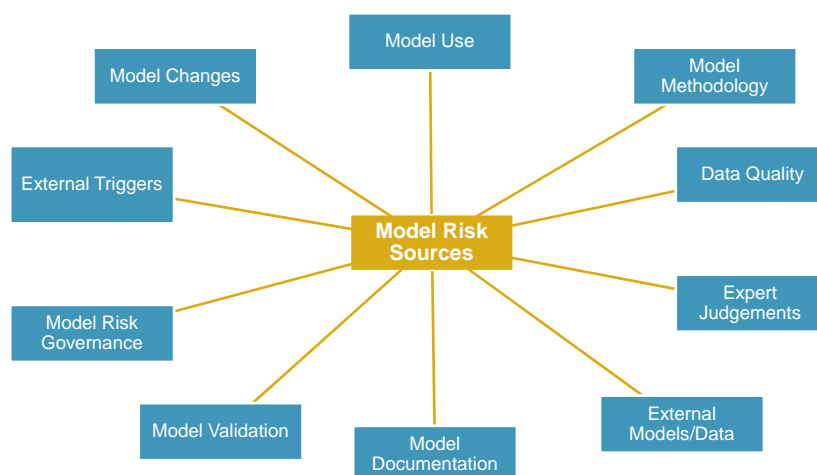 Model Use
Model Changes
Model
Methodology
External Triggers
Data Quality
Model Risk
Sources
Expert
Judgements
Model Risk
Governance
External
Models/Data
Model Validation
Model
Documentation